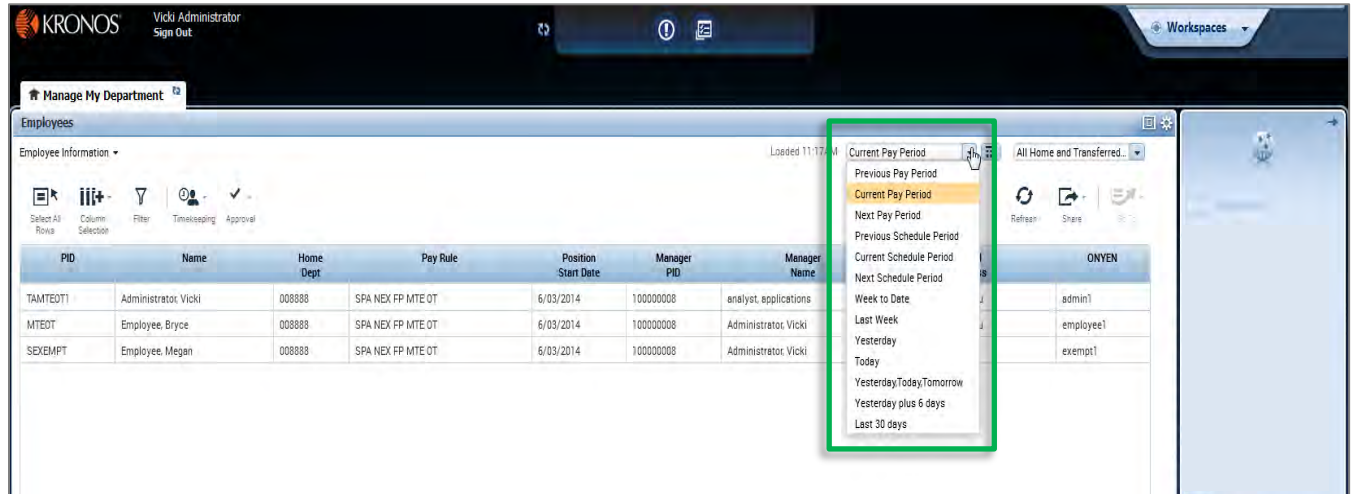 KRONOS
Vicki Administrator
Sign Out
Workspaces
Manage My Department
Employees
Employee Information
Loaded 11:17AM
Current Pay Period
All Home and Transferred...
Previous Pay Period
Current Pay Period
Next Pay Period
Previous Schedule Period
Current Schedule Period
Next Schedule Period
Week to Date
Last Week
Yesterday
Today
Yesterday,Today,Tomorrow
Yesterday plus 6 days
Last 30 days
Select All
Rows
Column
Selection
Filter
Timekeeping
Approval
Refresh
Share
PID
Name
Home
Dept
Pay Rule
Position
Start Date
Manager
PID
Manager
Name
ONYEN
TAMTEOT1 Administrator, Vicki 008888 SPA NEX FP MTE OT 6/03/2014 100000008 analyst, applications admin1
MTEOT Employee, Bryce 008888 SPA NEX FP MTE OT 6/03/2014 100000008 Administrator, Vicki employee1
SEXEMPT Employee, Megan 008888 SPA NEX FP MTE OT 6/03/2014 100000008 Administrator, Vicki exempt1